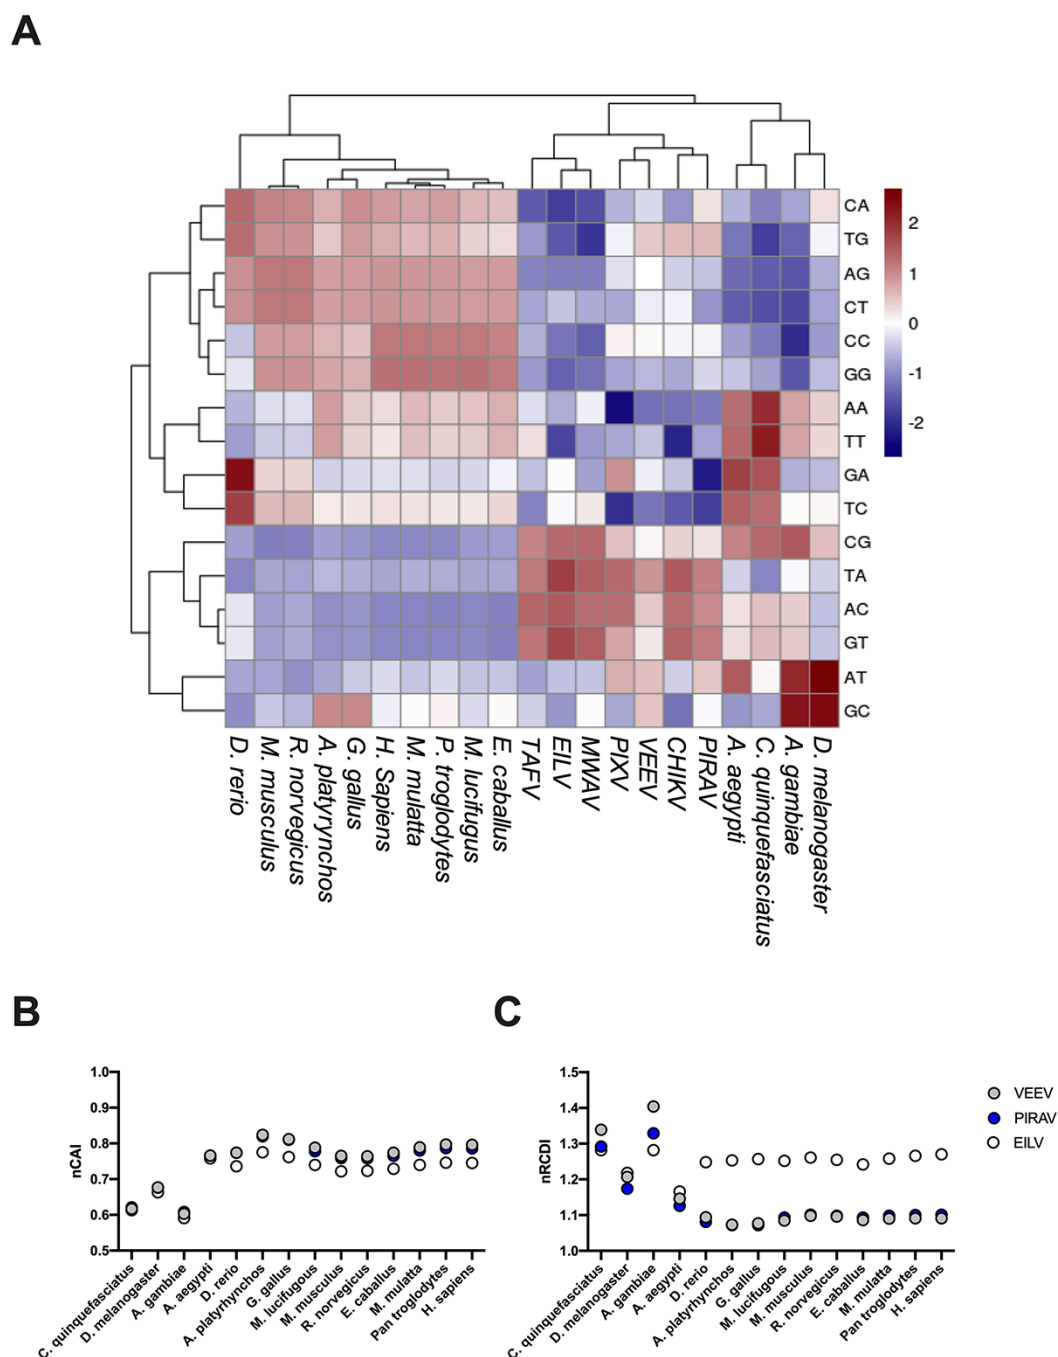 A
CA
TG
AG
CT
CC
GG
AA
TT
GA
TC
CG
TA
AC
GT
AT
GC
2
1
0
-1
-2
D. rerio
M. musculus
R. norvegicus
A. platyrynchos
G. gallus
H. Sapiens
M. mulatta
P. troglodytes
M. lucifugus
E. caballus
TAFV
EILV
MWAV
PIXV
VEEV
CHIKV
PIRAV
A. aegypti
C. quinquefasciatus
A. gambiae
D. melanogaster
B
nCAI
1.0
0.9
0.8
0.7
0.6
0.5
C. quinquefasciatus
D. melanogaster
A. gambiae
A. aegypti
D. rerio
A. platyrhynchos
G. gallus
M. lucifugous
M. musculus
R. norvegicus
E. caballus
M. mulatta
Pan troglodytes
H. sapiens
C
nRCDI
1.5
1.4
1.3
1.2
1.1
1.0
C. quinquefasciatus
D. melanogaster
A. gambiae
A. aegypti
D. rerio
A. platyrhynchos
G. gallus
M. lucifugous
M. musculus
R. norvegicus
E. caballus
M. mulatta
Pan troglodytes
H. sapiens
VEEV
PIRAV
EILV